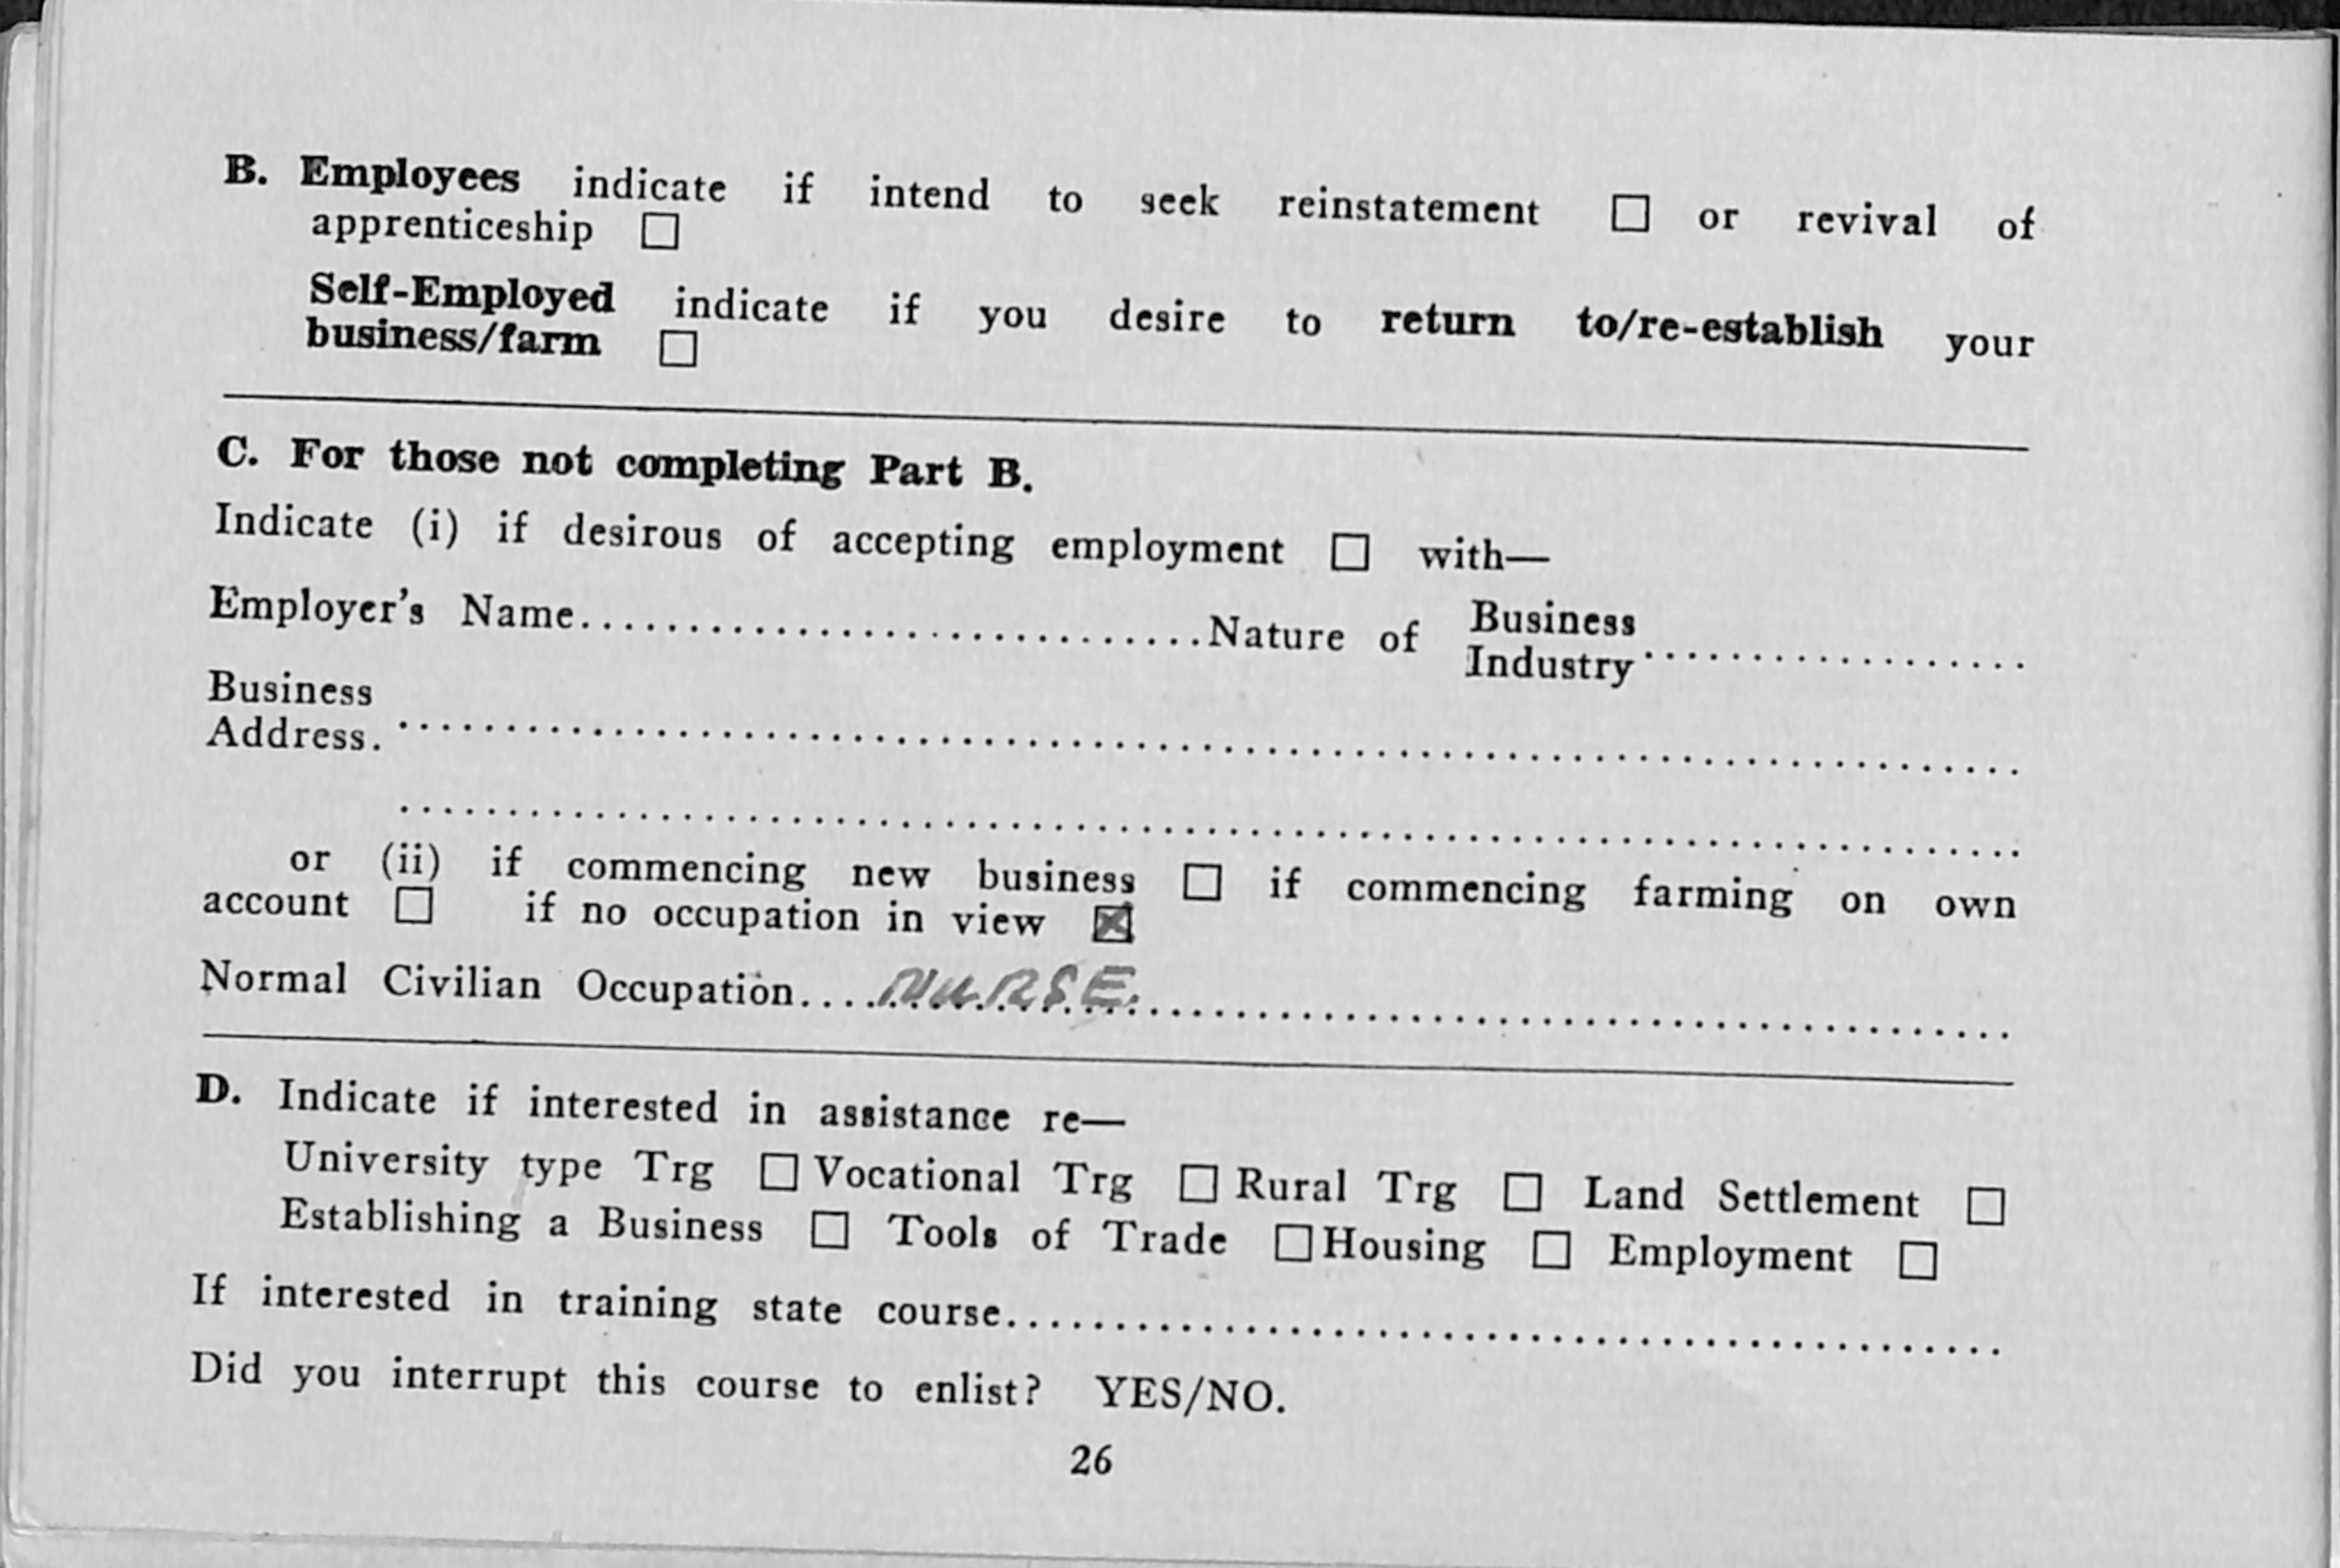 B. Employees indicate if intend to seek reinstatement ☐ or revival of
apprenticeship ☐
Self-Employed indicate if you desire to return to/re-establish your
business/farm ☐
C. For those not completing Part B.
Indicate (i) if desirous of accepting employment ☐ with—
Employer's Name..............................Nature of Business
Industry..................
Business
Address.
or (ii) if commencing new business ☐ if commencing farming on own
account ☐ if no occupation in view ☒
Normal Civilian Occupation....NURSE.
D. Indicate if interested in assistance re—
University type Trg ☐ Vocational Trg ☐ Rural Trg ☐ Land Settlement ☐
Establishing a Business ☐ Tools of Trade ☐ Housing ☐ Employment ☐
If interested in training state course..............................
Did you interrupt this course to enlist? YES/NO.
26